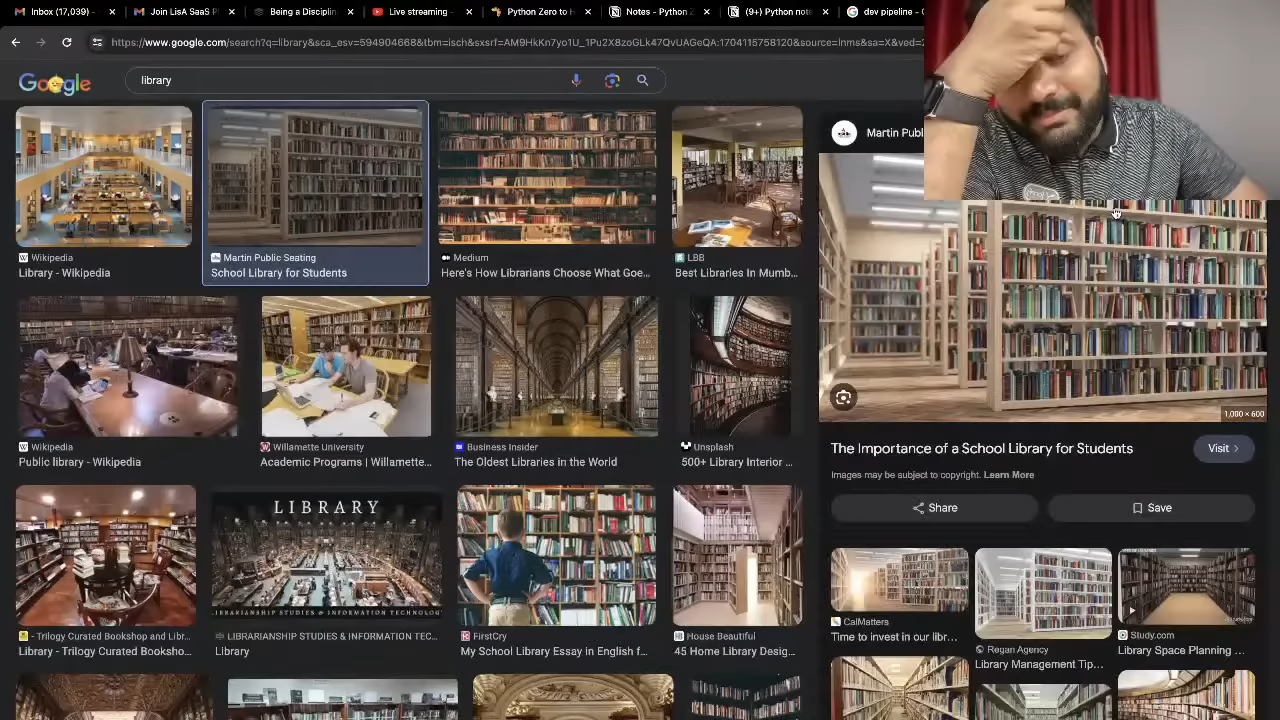 Inbox (17,039) -
Join LisA SaaS P
Being a Disciplin
Live streaming -
Python Zero to H
Notes - Python Z
(9+) Python note
dev pipeline - G
https://www.google.com/search?q=library&sca_esv=594904668&tbm=isch&sxsrf=AM9HkKn7yo1U_1Pu2X8zoGLk47QvUAGeQA:1704115758120&source=lnms&sa=X&ved=2
Google
library
Martin Publ
Wikipedia
Library - Wikipedia
Martin Public Seating
School Library for Students
Medium
Here's How Librarians Choose What Goe...
LBB
Best Libraries In Mumb...
1,000 × 600
The Importance of a School Library for Students
Visit
Images may be subject to copyright. Learn More
Share
Save
Wikipedia
Public library - Wikipedia
Willamette University
Academic Programs | Willamette...
Business Insider
The Oldest Libraries in the World
Unsplash
500+ Library Interior ...
LIBRARY
LIBRARIANSHIP STUDIES & INFORMATION TECHNOLOG
- Trilogy Curated Bookshop and Libr...
Library - Trilogy Curated Booksho...
LIBRARIANSHIP STUDIES & INFORMATION TEC...
Library
FirstCry
My School Library Essay in English f...
House Beautiful
45 Home Library Desig...
CalMatters
Time to invest in our libr...
Regan Agency
Library Management Tip...
Study.com
Library Space Planning ...